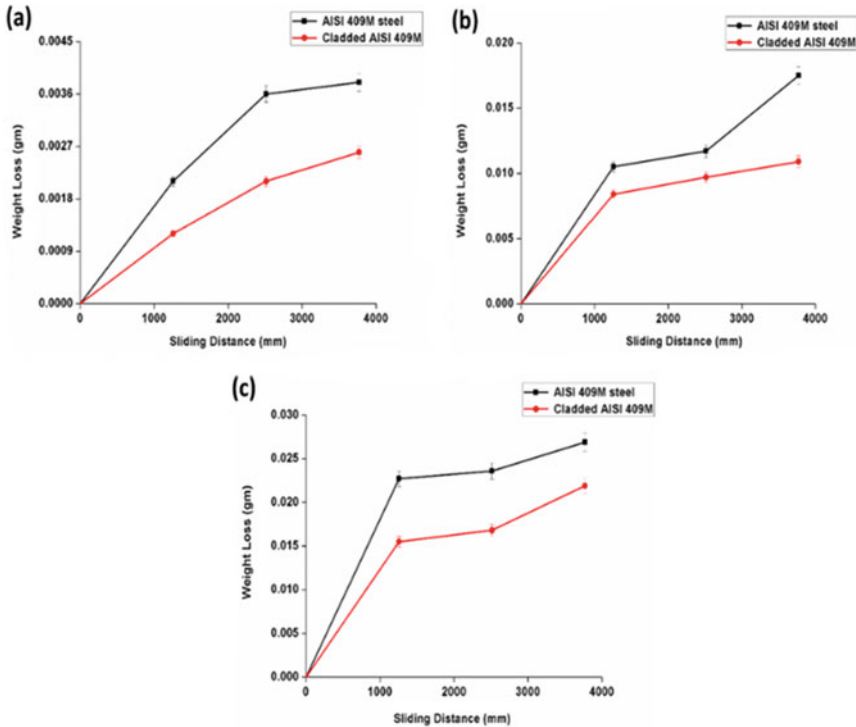 (a)
AISI 409M steel
Cladded AISI 409M
0.0045
0.0036
0.0027
0.0018
0.0009
0.0000
Weight Loss (gm)
0
1000
2000
3000
4000
Sliding Distance (mm)
(b)
AISI 409M steel
Cladded AISI 409M
0.020
0.015
0.010
0.005
0.000
Weight Loss (gm)
0
1000
2000
3000
4000
Sliding Distance (mm)
(c)
AISI 409M steel
Cladded AISI 409M
0.030
0.025
0.020
0.015
0.010
0.005
0.000
Weight Loss (gm)
0
1000
2000
3000
4000
Sliding Distance (mm)